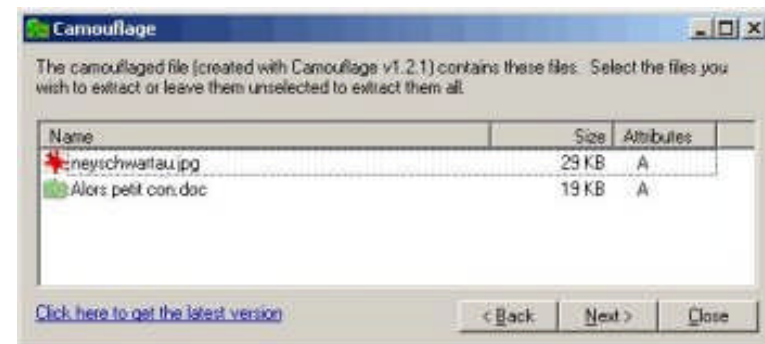 Camouflage
The camouflaged file (created with Camouflage v1.2.1) contains these files. Select the files you
wish to extract or leave them unselected to extract them all.
Name Size Attributes
neyschwartau.jpg 29 KB A
Alors petit con.doc 19 KB A
Click here to get the latest version < Back Next > Close